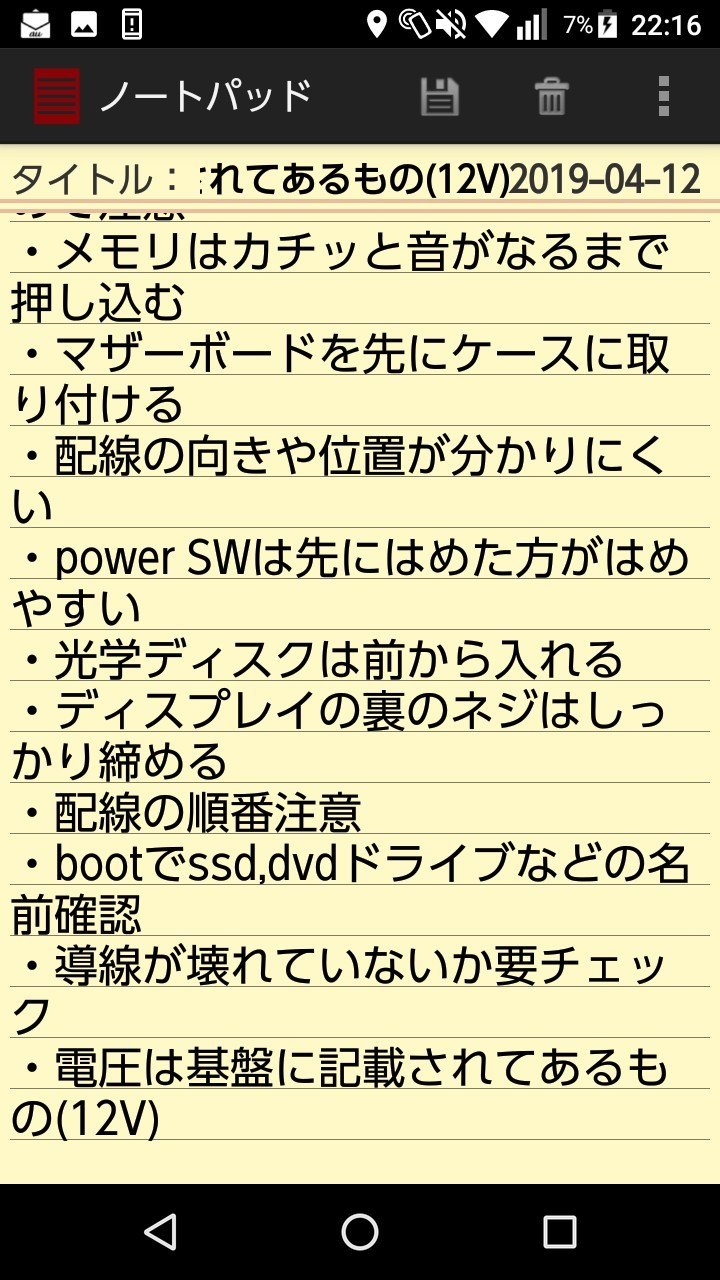 au
7% 22:16
ノートパッド
タイトル： れてあるもの(12V)2019-04-12
・メモリはカチッと音がなるまで
押し込む
・マザーボードを先にケースに取
り付ける
・配線の向きや位置が分かりにく
い
・power SWは先にはめた方がはめ
やすい
・光学ディスクは前から入れる
・ディスプレイの裏のネジはしっ
かり締める
・配線の順番注意
・bootでssd,dvdドライブなどの名
前確認
・導線が壊れていないか要チェッ
ク
・電圧は基盤に記載されてあるも
の(12V)